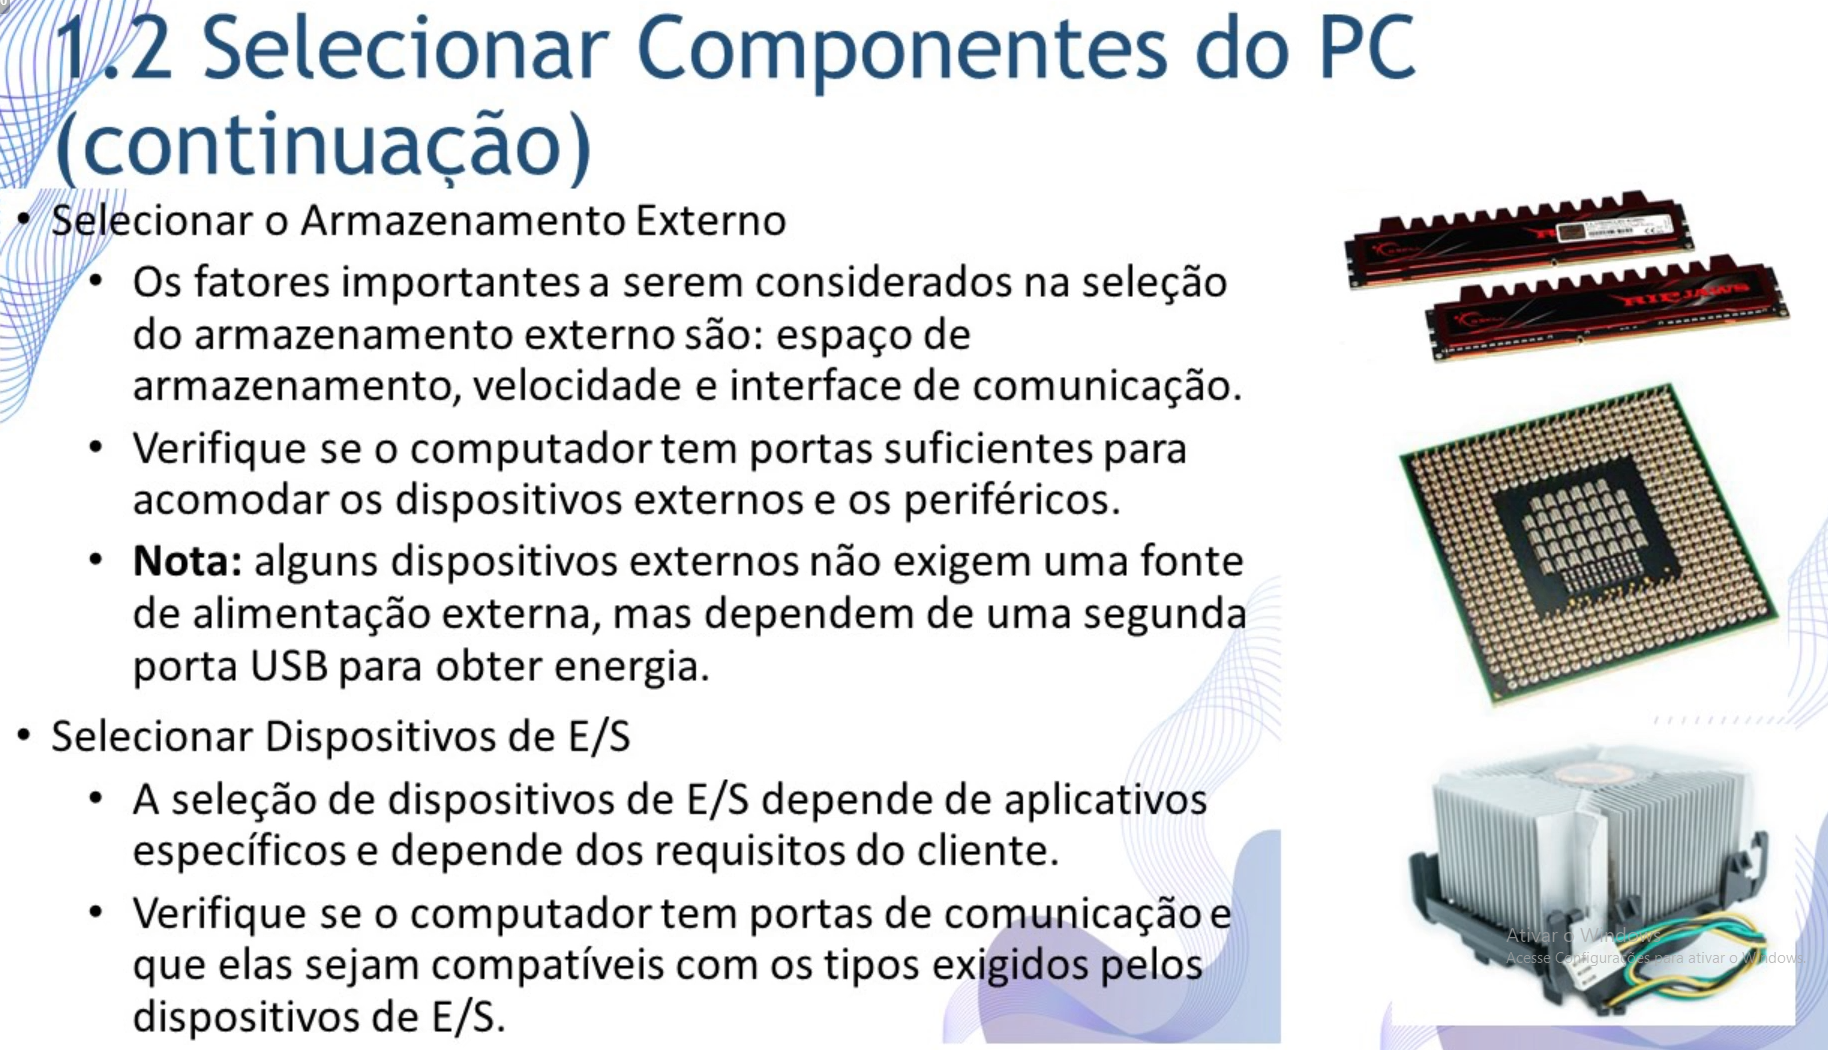 1.2 Selecionar Componentes do PC
(continuação)
• Selecionar o Armazenamento Externo
• Os fatores importantes a serem considerados na seleção
do armazenamento externo são: espaço de
armazenamento, velocidade e interface de comunicação.
• Verifique se o computador tem portas suficientes para
acomodar os dispositivos externos e os periféricos.
• Nota: alguns dispositivos externos não exigem uma fonte
de alimentação externa, mas dependem de uma segunda
porta USB para obter energia.
• Selecionar Dispositivos de E/S
• A seleção de dispositivos de E/S depende de aplicativos
específicos e depende dos requisitos do cliente.
• Verifique se o computador tem portas de comunicação e
que elas sejam compatíveis com os tipos exigidos pelos
dispositivos de E/S.
RIPJAWS
Ativar o Windows
Acesse Configurações para ativar o Windows.